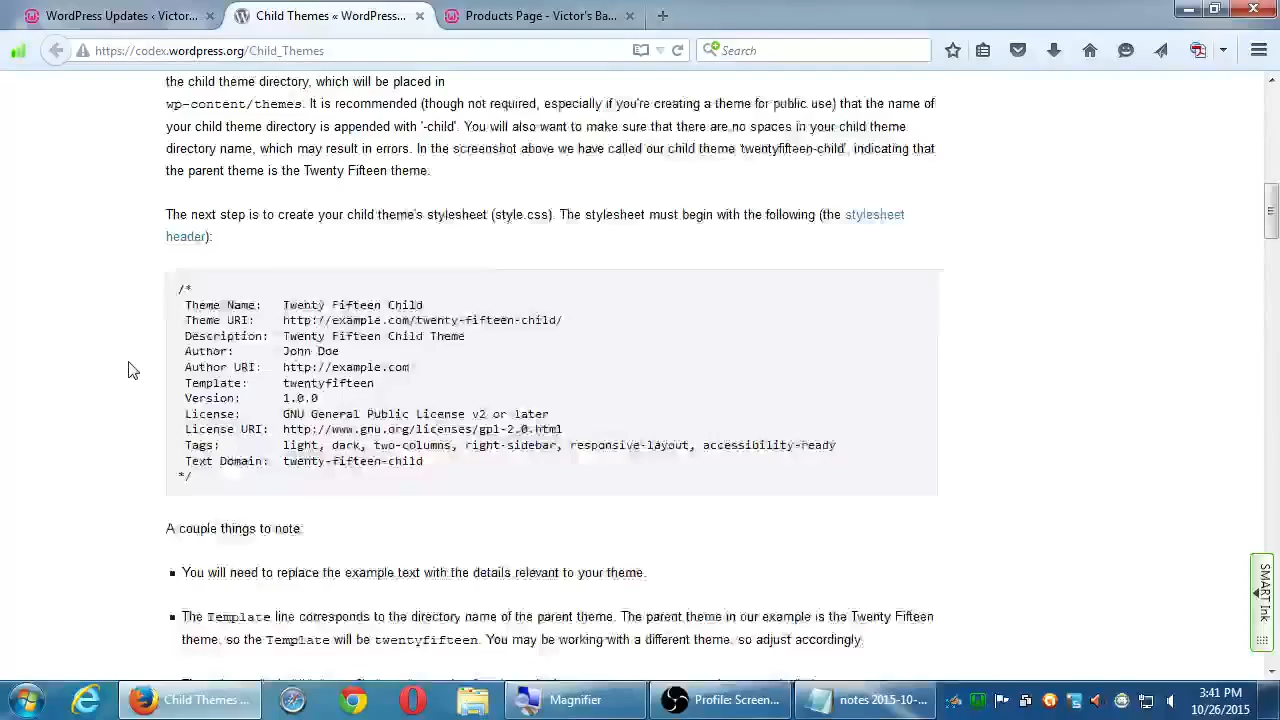 WordPress Updates ‹ Victor...
Child Themes « WordPress...
Products Page - Victor's Ba...
https://codex.wordpress.org/Child_Themes
Search
the child theme directory, which will be placed in
wp-content/themes. It is recommended (though not required, especially if you're creating a theme for public use) that the name of
your child theme directory is appended with '-child'. You will also want to make sure that there are no spaces in your child theme
directory name, which may result in errors. In the screenshot above we have called our child theme 'twentyfifteen-child', indicating that
the parent theme is the Twenty Fifteen theme.
The next step is to create your child theme's stylesheet (style.css). The stylesheet must begin with the following (the stylesheet
header):
/*
Theme Name: Twenty Fifteen Child
Theme URI: http://example.com/twenty-fifteen-child/
Description: Twenty Fifteen Child Theme
Author: John Doe
Author URI: http://example.com
Template: twentyfifteen
Version: 1.0.0
License: GNU General Public License v2 or later
License URI: http://www.gnu.org/licenses/gpl-2.0.html
Tags: light, dark, two-columns, right-sidebar, responsive-layout, accessibility-ready
Text Domain: twenty-fifteen-child
*/
A couple things to note:
You will need to replace the example text with the details relevant to your theme.
The Template line corresponds to the directory name of the parent theme. The parent theme in our example is the Twenty Fifteen
theme, so the Template will be twentyfifteen. You may be working with a different theme, so adjust accordingly.
SMART Ink
Child Themes ...
Magnifier
Profile: Screen...
notes 2015-10-...
3:41 PM
10/26/2015